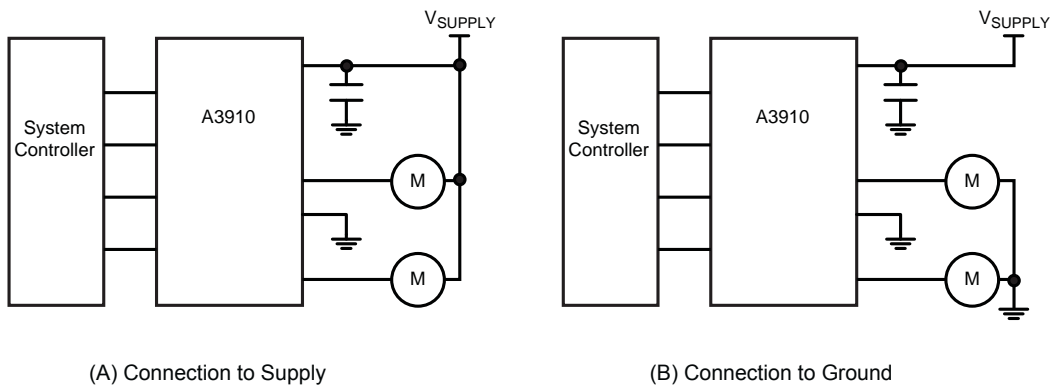 VSUPPLY
System
Controller
A3910
M
M
(A) Connection to Supply
VSUPPLY
System
Controller
A3910
M
M
(B) Connection to Ground